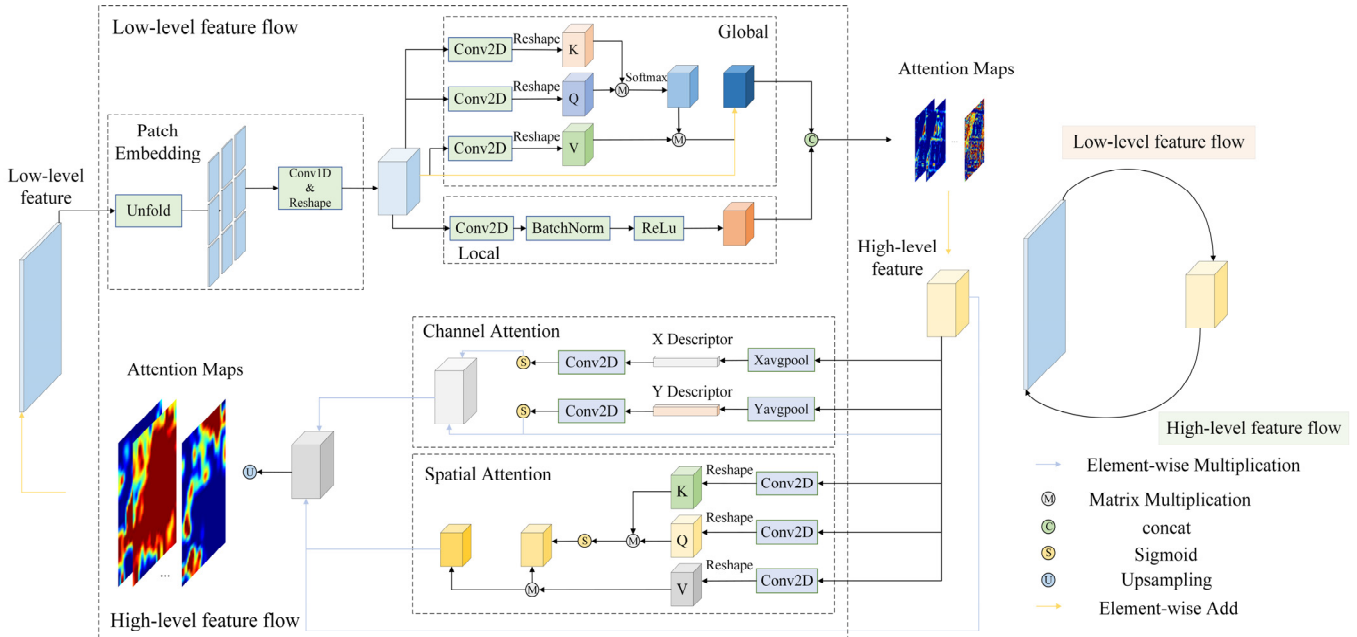 Low-level feature flow
Global
Conv2D
Reshape
K
Conv2D
Reshape
Q
M
Softmax
Conv2D
Reshape
V
M
C
Patch
Embedding
Unfold
Conv1D
&
Reshape
Low-level
feature
Conv2D
BatchNorm
ReLu
Local
Attention Maps
High-level
feature
Low-level feature flow
High-level feature flow
Channel Attention
X Descriptor
S
Conv2D
Xavgpool
Y Descriptor
S
Conv2D
Yavgpool
Attention Maps
...
U
Spatial Attention
K
Reshape
Conv2D
S
M
Q
Reshape
Conv2D
M
V
Reshape
Conv2D
High-level feature flow
Element-wise Multiplication
M Matrix Multiplication
C concat
S Sigmoid
U Upsampling
Element-wise Add